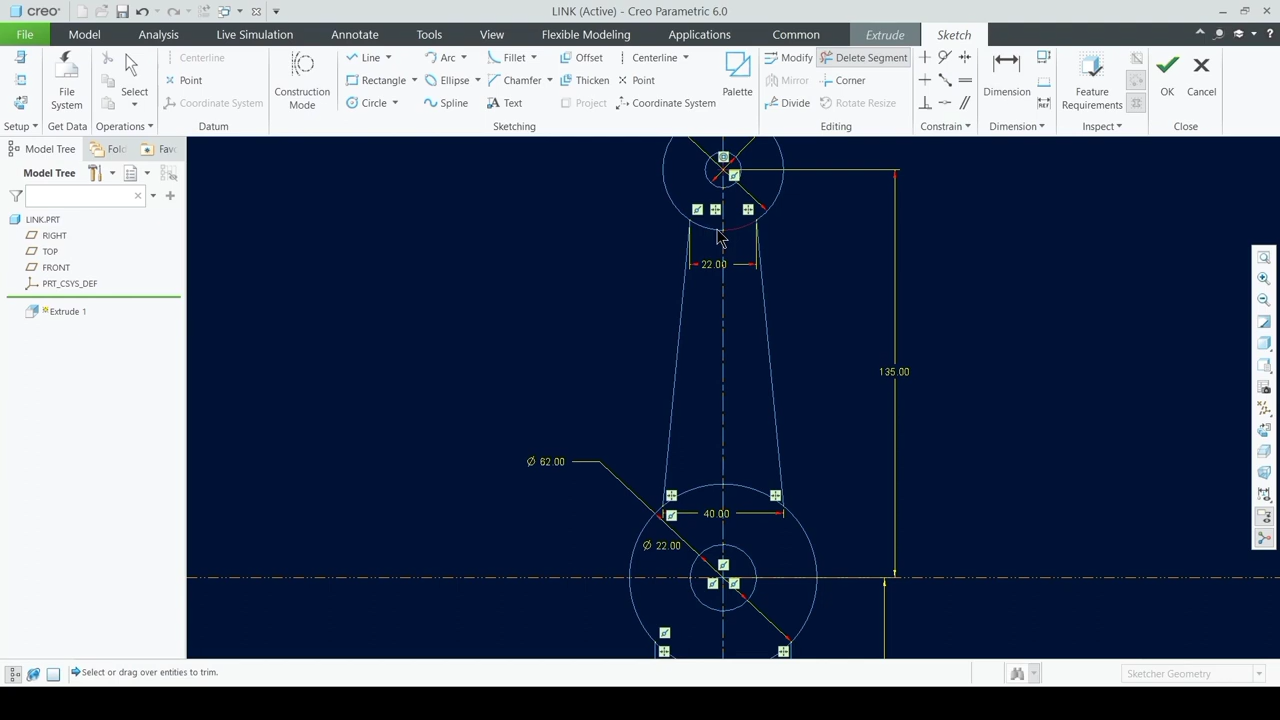 creo® LINK (Active) - Creo Parametric 6.0
File Model Analysis Live Simulation Annotate Tools View Flexible Modeling Applications Common Extrude Sketch
File System
Select
Centerline
Point
Coordinate System
Construction Mode
Line Arc Fillet Offset Centerline
Rectangle Ellipse Chamfer Thicken Point
Circle Spline Text Project Coordinate System
Palette
Modify Delete Segment
Mirror Corner
Divide Rotate Resize
Dimension
REF
Feature Requirements
OK Cancel
Setup Get Data Operations Datum Sketching Editing Constrain Dimension Inspect Close
Model Tree Fold Fav
Model Tree
LINK.PRT
RIGHT
TOP
FRONT
PRT_CSYS_DEF
Extrude 1
22.00
135.00
Ø 62.00
40.00
Ø 22.00
Select or drag over entities to trim.
Sketcher Geometry